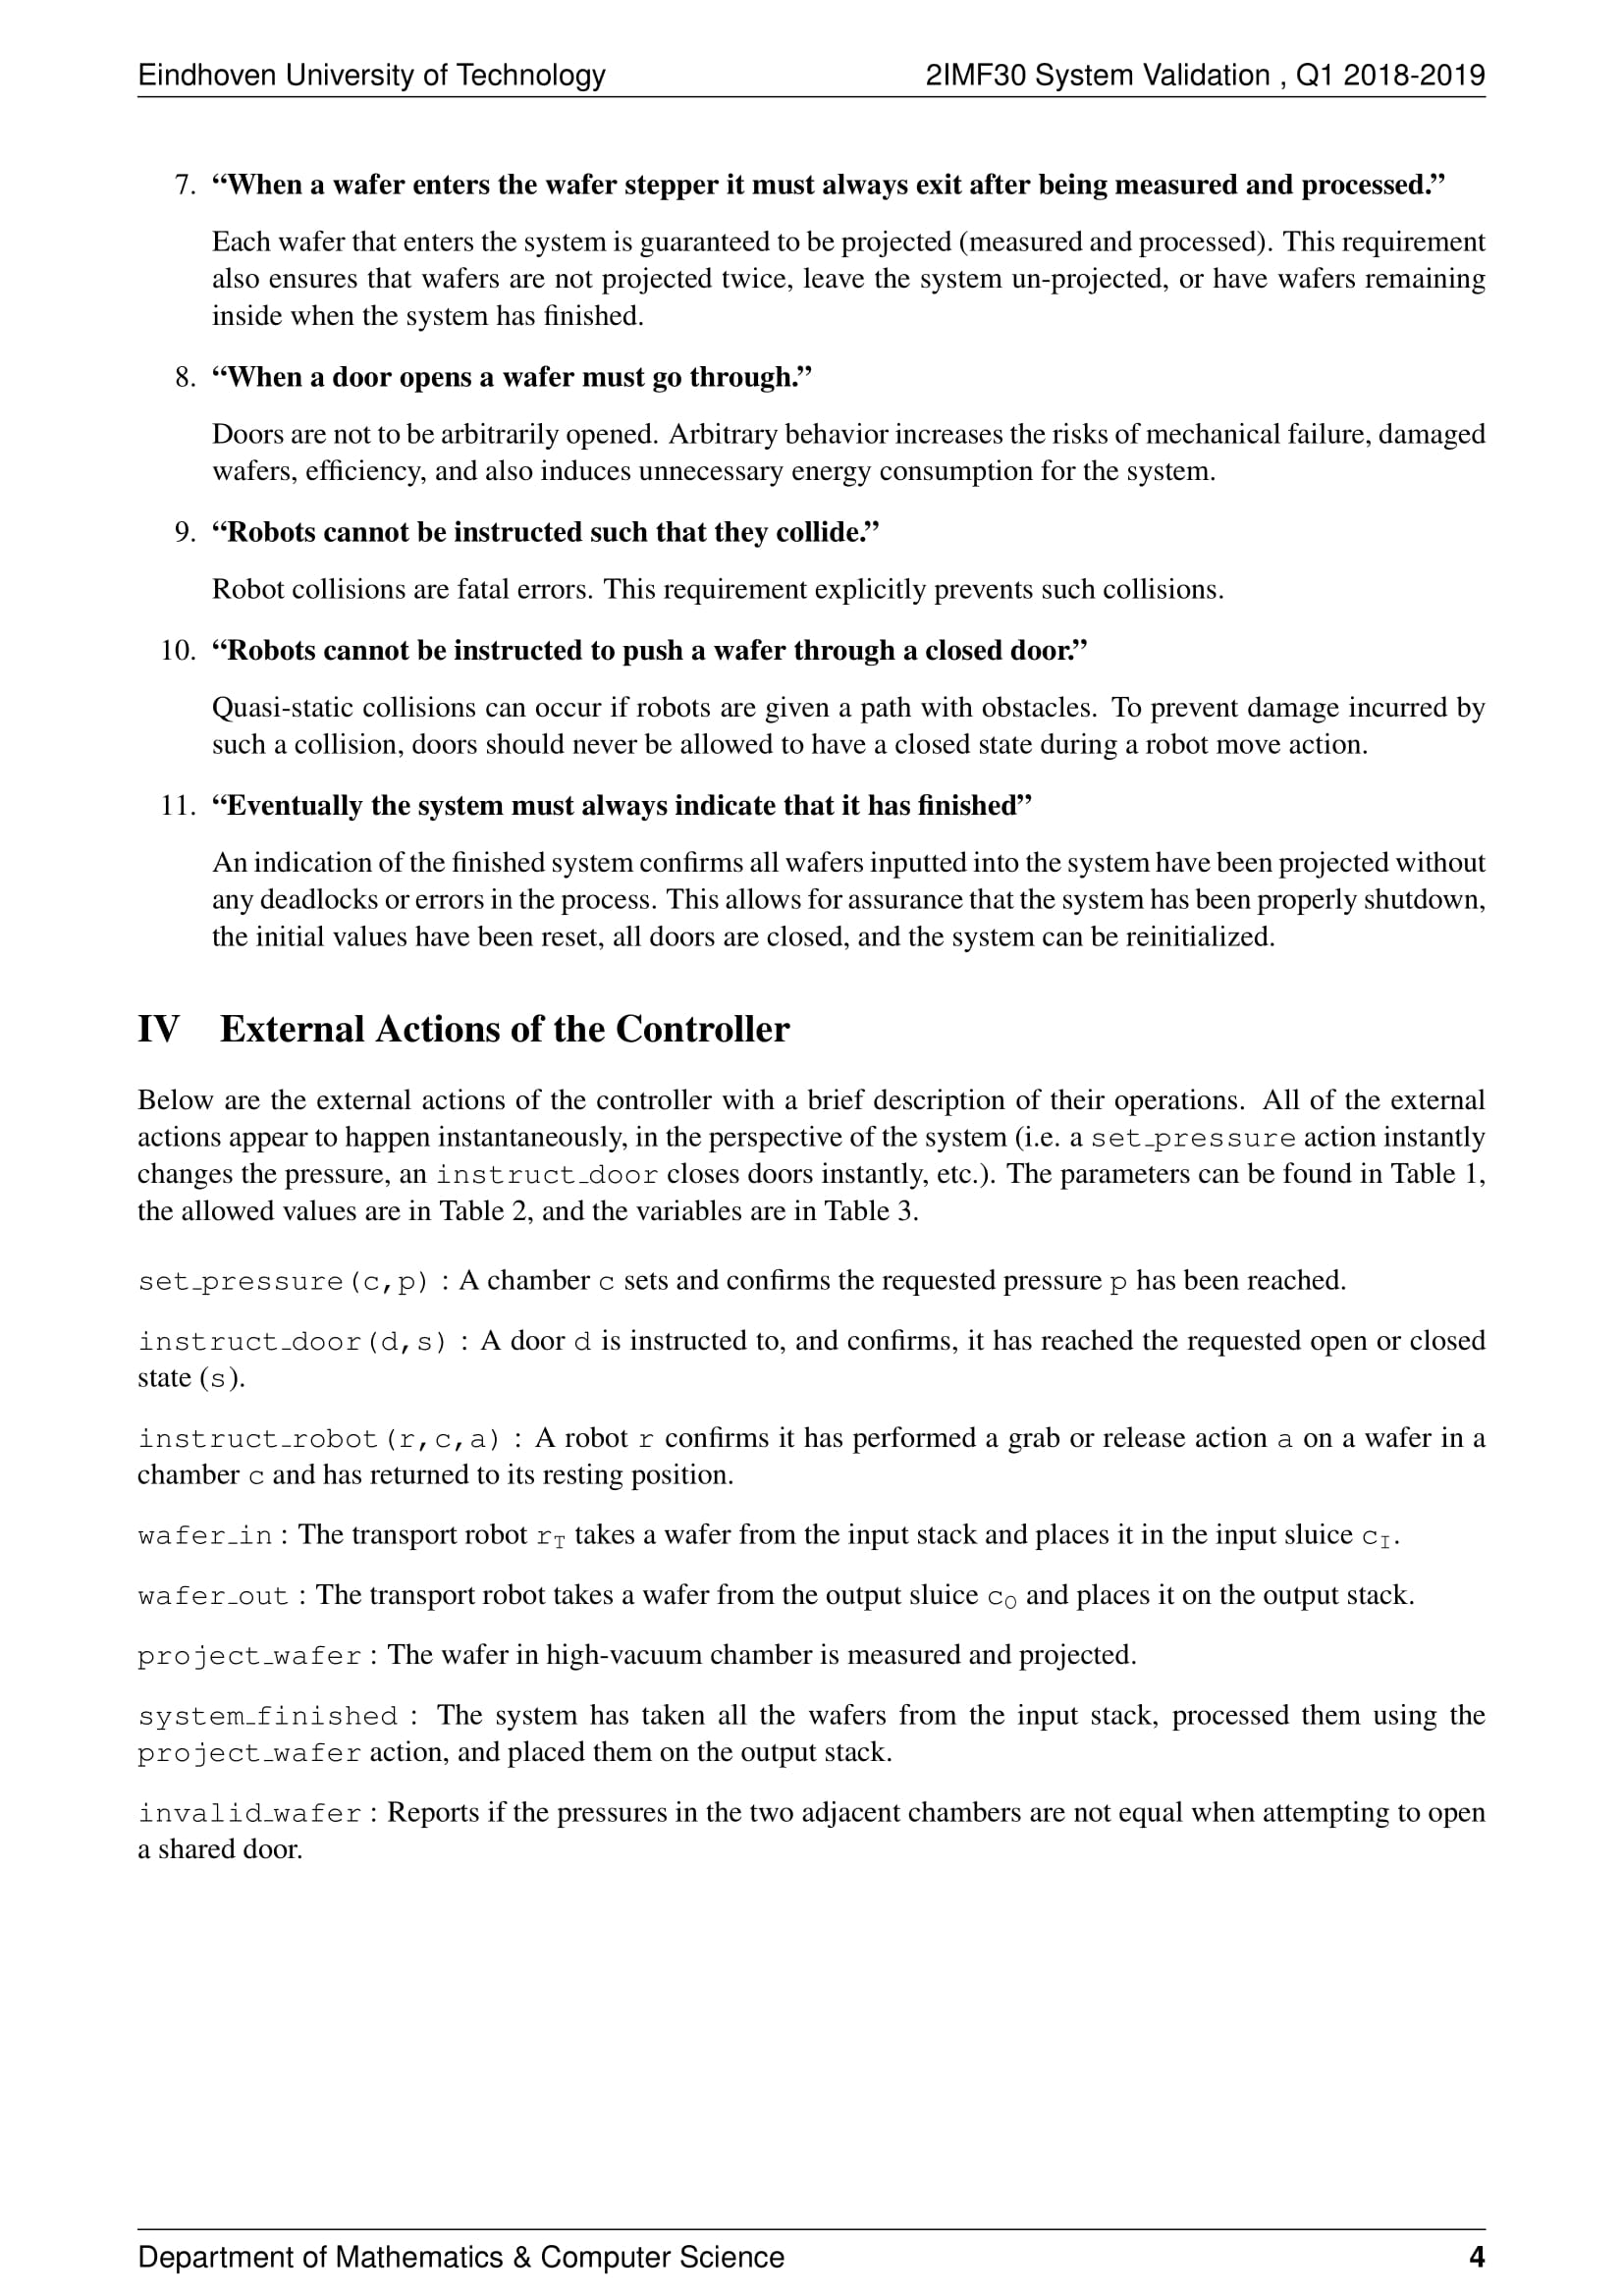 Eindhoven University of Technology 2IMF30 System Validation , Q1 2018-2019
7. “When a wafer enters the wafer stepper it must always exit after being measured and processed.”
Each wafer that enters the system is guaranteed to be projected (measured and processed). This requirement
also ensures that wafers are not projected twice, leave the system un-projected, or have wafers remaining
inside when the system has finished.
8. “When a door opens a wafer must go through.”
Doors are not to be arbitrarily opened. Arbitrary behavior increases the risks of mechanical failure, damaged
wafers, efficiency, and also induces unnecessary energy consumption for the system.
9. “Robots cannot be instructed such that they collide.”
Robot collisions are fatal errors. This requirement explicitly prevents such collisions.
10. “Robots cannot be instructed to push a wafer through a closed door.”
Quasi-static collisions can occur if robots are given a path with obstacles. To prevent damage incurred by
such a collision, doors should never be allowed to have a closed state during a robot move action.
11. “Eventually the system must always indicate that it has finished”
An indication of the finished system confirms all wafers inputted into the system have been projected without
any deadlocks or errors in the process. This allows for assurance that the system has been properly shutdown,
the initial values have been reset, all doors are closed, and the system can be reinitialized.
IV External Actions of the Controller
Below are the external actions of the controller with a brief description of their operations. All of the external
actions appear to happen instantaneously, in the perspective of the system (i.e. a set_pressure action instantly
changes the pressure, an instruct_door closes doors instantly, etc.). The parameters can be found in Table 1,
the allowed values are in Table 2, and the variables are in Table 3.
set_pressure(c,p) : A chamber c sets and confirms the requested pressure p has been reached.
instruct_door(d,s) : A door d is instructed to, and confirms, it has reached the requested open or closed
state (s).
instruct_robot(r,c,a) : A robot r confirms it has performed a grab or release action a on a wafer in a
chamber c and has returned to its resting position.
wafer_in : The transport robot r_T takes a wafer from the input stack and places it in the input sluice c_I.
wafer_out : The transport robot takes a wafer from the output sluice c_O and places it on the output stack.
project_wafer : The wafer in high-vacuum chamber is measured and projected.
system_finished : The system has taken all the wafers from the input stack, processed them using the
project_wafer action, and placed them on the output stack.
invalid_wafer : Reports if the pressures in the two adjacent chambers are not equal when attempting to open
a shared door.
Department of Mathematics & Computer Science 4